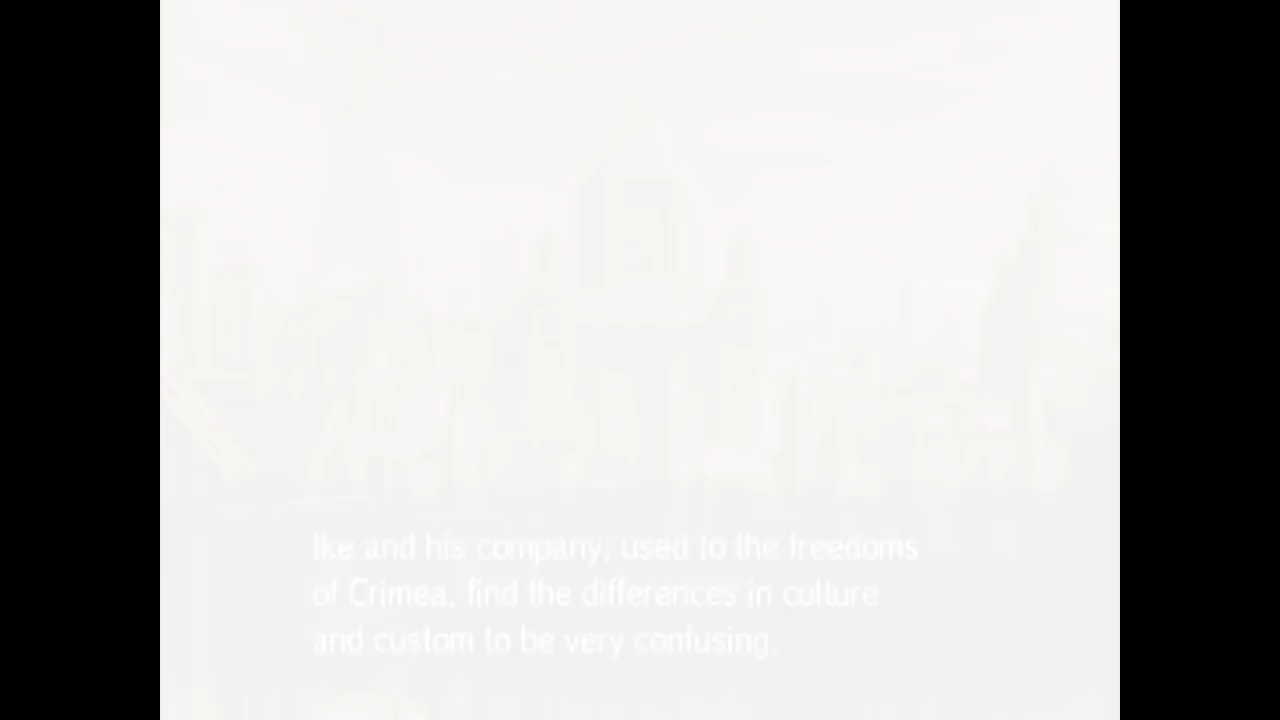 Ike and his company, used to the freedoms
of Crimea, find the differences in culture
and custom to be very confusing.